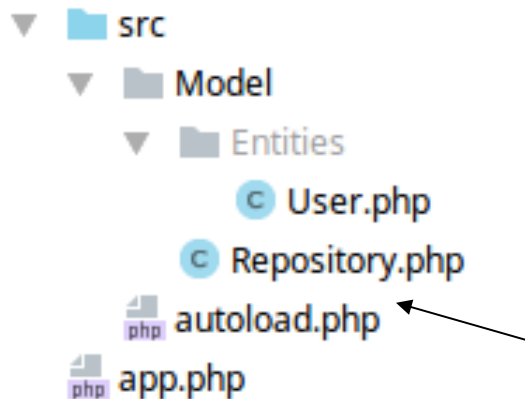 src
Model
Entities
C User.php
C Repository.php
php autoload.php
php app.php